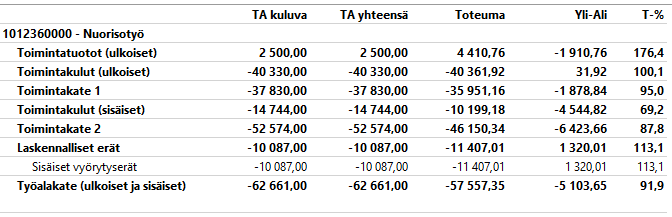 TA kuluva TA yhteensä Toteuma Yli-Ali T-%
1012360000 - Nuorisotyö
Toimintatuotot (ulkoiset) 2 500,00 2 500,00 4 410,76 -1 910,76 176,4
Toimintakulut (ulkoiset) -40 330,00 -40 330,00 -40 361,92 31,92 100,1
Toimintakate 1 -37 830,00 -37 830,00 -35 951,16 -1 878,84 95,0
Toimintakulut (sisäiset) -14 744,00 -14 744,00 -10 199,18 -4 544,82 69,2
Toimintakate 2 -52 574,00 -52 574,00 -46 150,34 -6 423,66 87,8
Laskennalliset erät -10 087,00 -10 087,00 -11 407,01 1 320,01 113,1
Sisäiset vyörytyserät -10 087,00 -10 087,00 -11 407,01 1 320,01 113,1
Työalakate (ulkoiset ja sisäiset) -62 661,00 -62 661,00 -57 557,35 -5 103,65 91,9